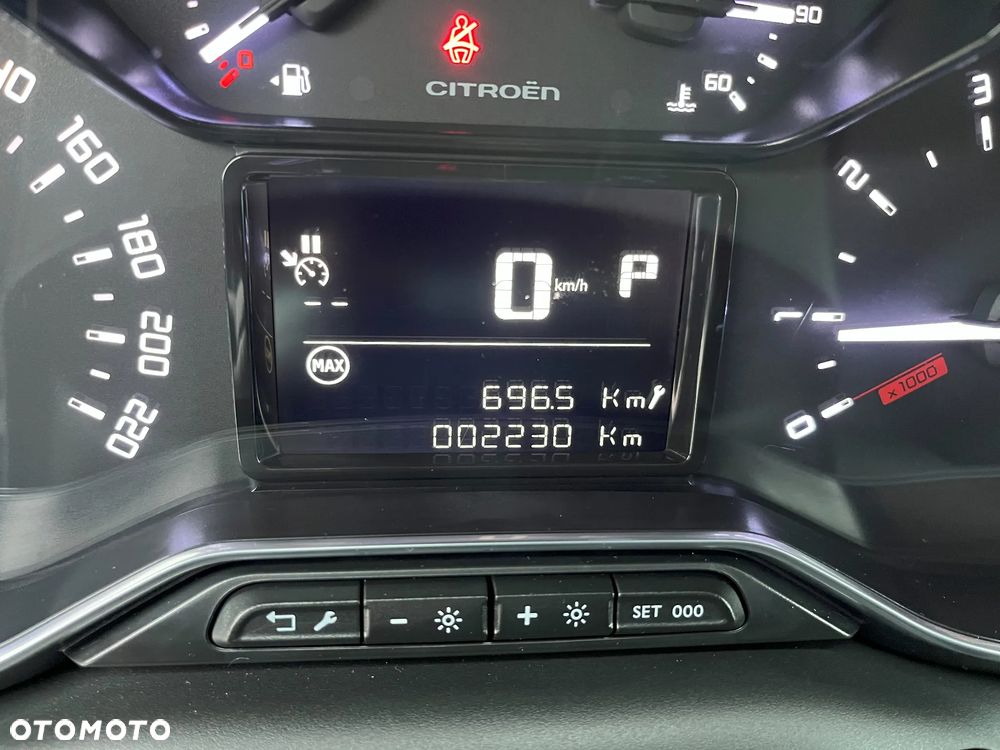 0
90
CITROËN
60
160
180
200
220
3
2
1
0
x1000
0 km/h P
MAX
696.5 Km
002230 Km
- + SET 000
OTOMOTO